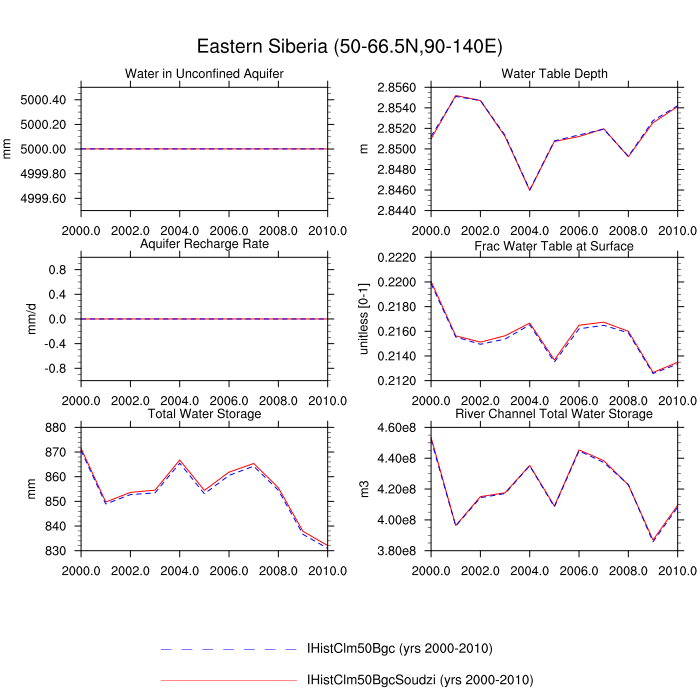 Eastern Siberia (50-66.5N,90-140E)
Water in Unconfined Aquifer
5000.40
5000.20
5000.00
4999.80
4999.60
mm
2000.0 2002.0 2004.0 2006.0 2008.0 2010.0
Water Table Depth
2.8560
2.8540
2.8520
2.8500
2.8480
2.8460
2.8440
m
2000.0 2002.0 2004.0 2006.0 2008.0 2010.0
Aquifer Recharge Rate
0.8
0.4
0.0
-0.4
-0.8
mm/d
2000.0 2002.0 2004.0 2006.0 2008.0 2010.0
Frac Water Table at Surface
0.2220
0.2200
0.2180
0.2160
0.2140
0.2120
unitless [0-1]
2000.0 2002.0 2004.0 2006.0 2008.0 2010.0
Total Water Storage
880
870
860
850
840
830
mm
2000.0 2002.0 2004.0 2006.0 2008.0 2010.0
River Channel Total Water Storage
4.60e8
4.40e8
4.20e8
4.00e8
3.80e8
m3
2000.0 2002.0 2004.0 2006.0 2008.0 2010.0
IHistClm50Bgc (yrs 2000-2010)
IHistClm50BgcSoudzi (yrs 2000-2010)